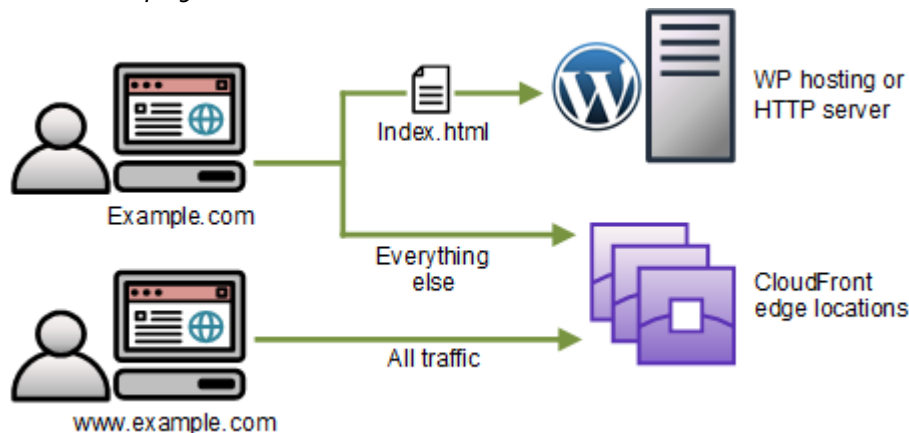 Index.html
WP hosting or
HTTP server
Example.com
Everything
else
CloudFront
edge locations
All traffic
www.example.com